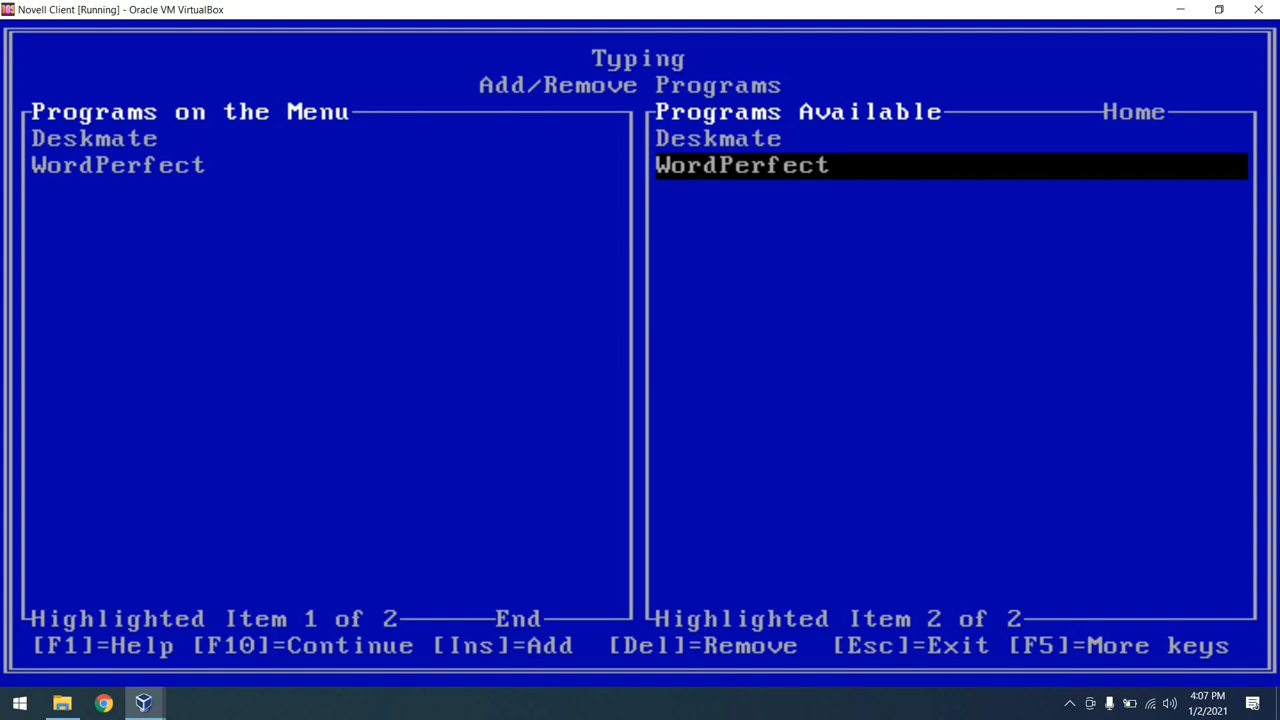 Novell Client [Running] - Oracle VM VirtualBox
Typing
Add/Remove Programs
Programs on the Menu
Deskmate
WordPerfect
Highlighted Item 1 of 2 End
Programs Available Home
Deskmate
WordPerfect
Highlighted Item 2 of 2
[F1]=Help [F10]=Continue [Ins]=Add [Del]=Remove [Esc]=Exit [F5]=More keys
4:07 PM
1/2/2021